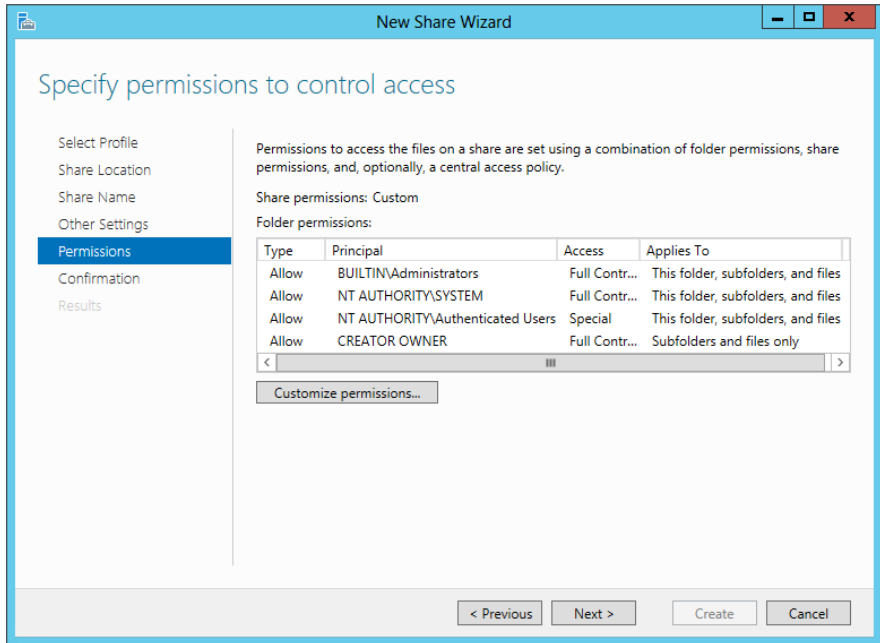 New Share Wizard
Specify permissions to control access
Select Profile
Share Location
Share Name
Other Settings
Permissions
Confirmation
Results
Permissions to access the files on a share are set using a combination of folder permissions, share
permissions, and, optionally, a central access policy.
Share permissions: Custom
Folder permissions:
Type Principal Access Applies To
Allow BUILTIN\Administrators Full Contr... This folder, subfolders, and files
Allow NT AUTHORITY\SYSTEM Full Contr... This folder, subfolders, and files
Allow NT AUTHORITY\Authenticated Users Special This folder, subfolders, and files
Allow CREATOR OWNER Full Contr... Subfolders and files only
Customize permissions...
< Previous Next > Create Cancel